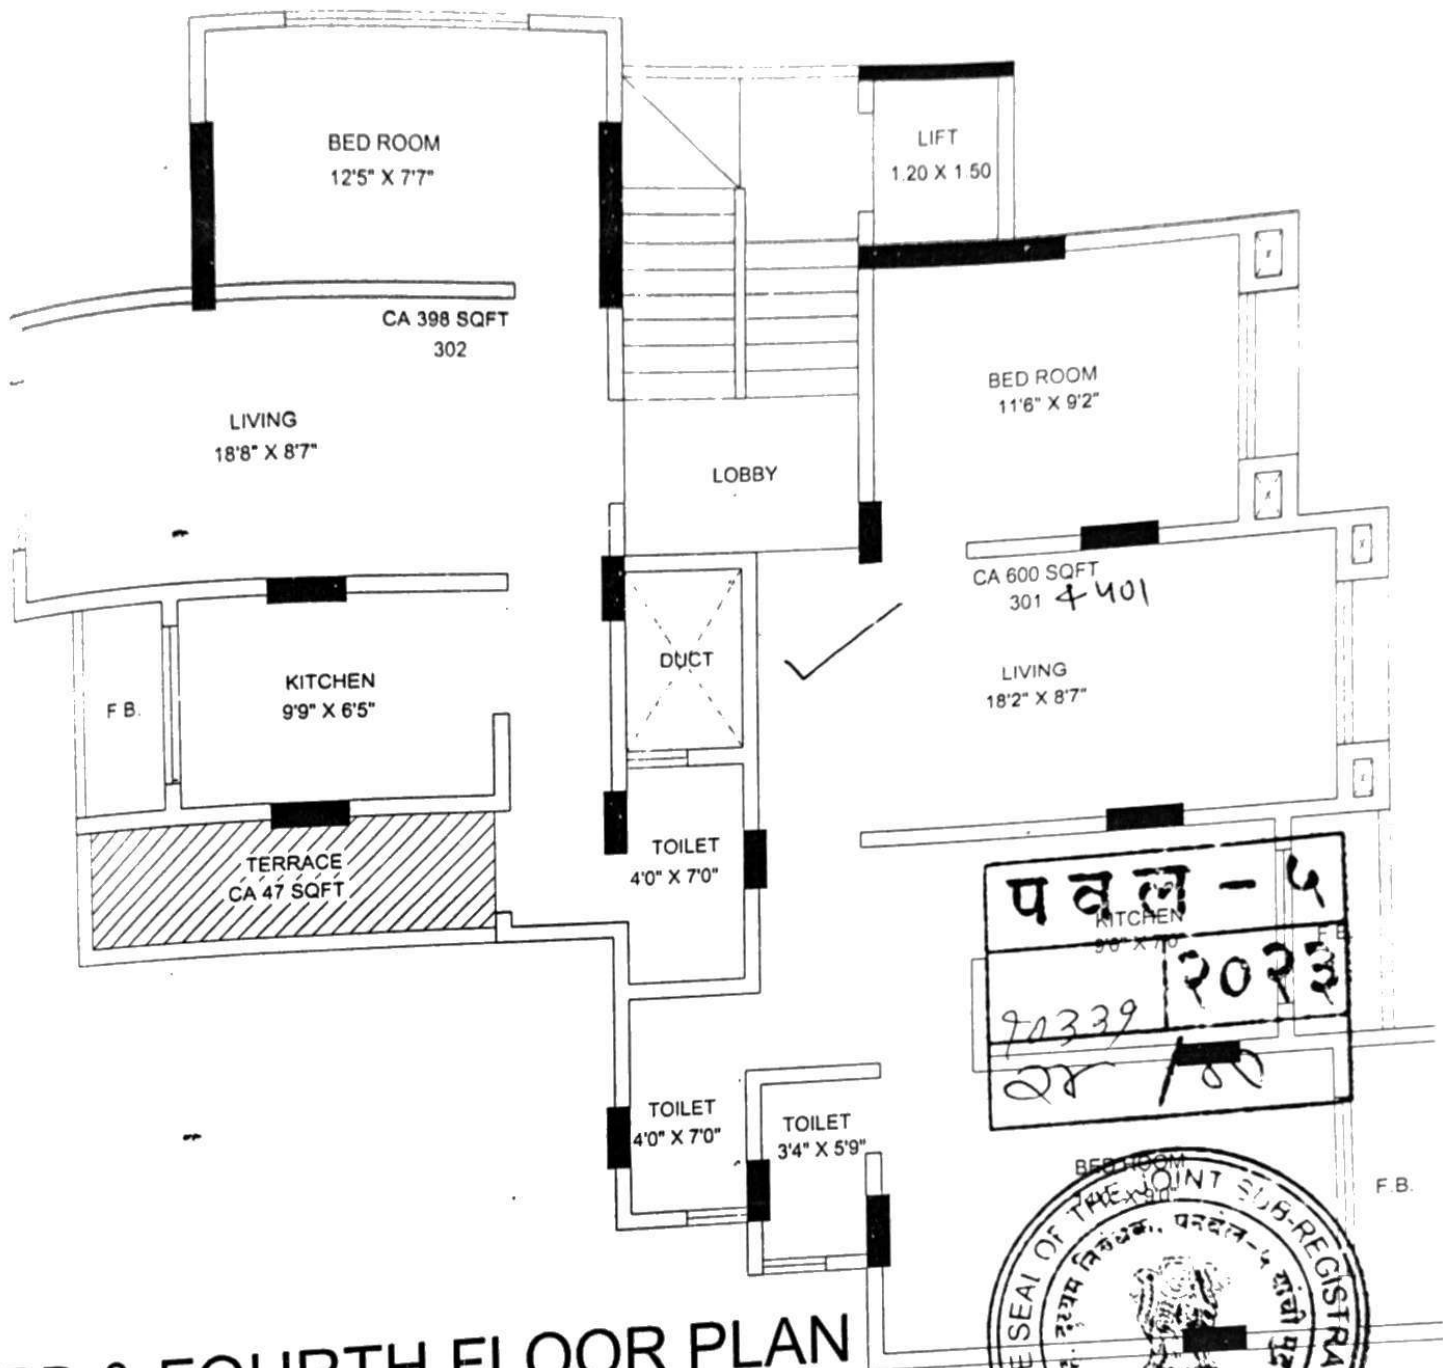 BED ROOM
12'5" X 7'7"
LIFT
1.20 X 1.50
CA 398 SQFT
302
BED ROOM
11'6" X 9'2"
LIVING
18'8" X 8'7"
LOBBY
CA 600 SQFT
301 & 401
DUCT
LIVING
18'2" X 8'7"
KITCHEN
9'9" X 6'5"
F.B.
TERRACE
CA 47 SQFT
TOILET
4'0" X 7'0"
पवल - ५
KITCHEN
F.B.
२०२३
TOILET
4'0" X 7'0"
TOILET
3'4" X 5'9"
BED ROOM
F.B.
SEAL OF THE JOINT SUB-REGISTRA
& FOURTH FLOOR PLAN